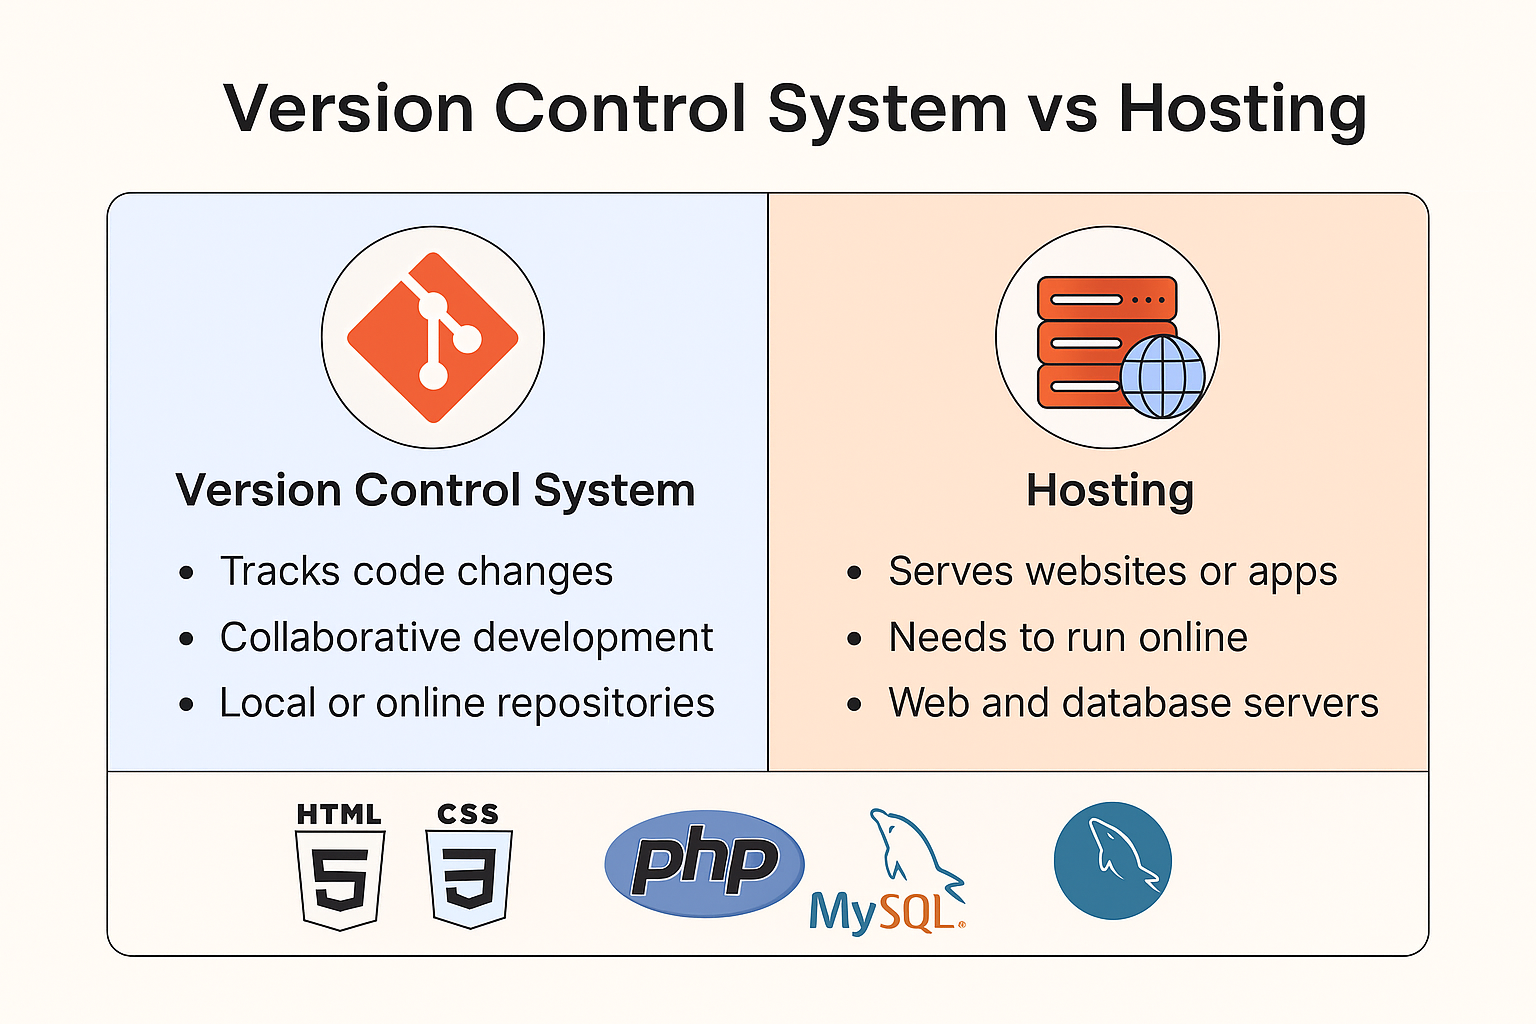 Version Control System vs Hosting
Version Control System
• Tracks code changes
• Collaborative development
• Local or online repositories
Hosting
• Serves websites or apps
• Needs to run online
• Web and database servers
HTML
5
CSS
3
php
MySQL®